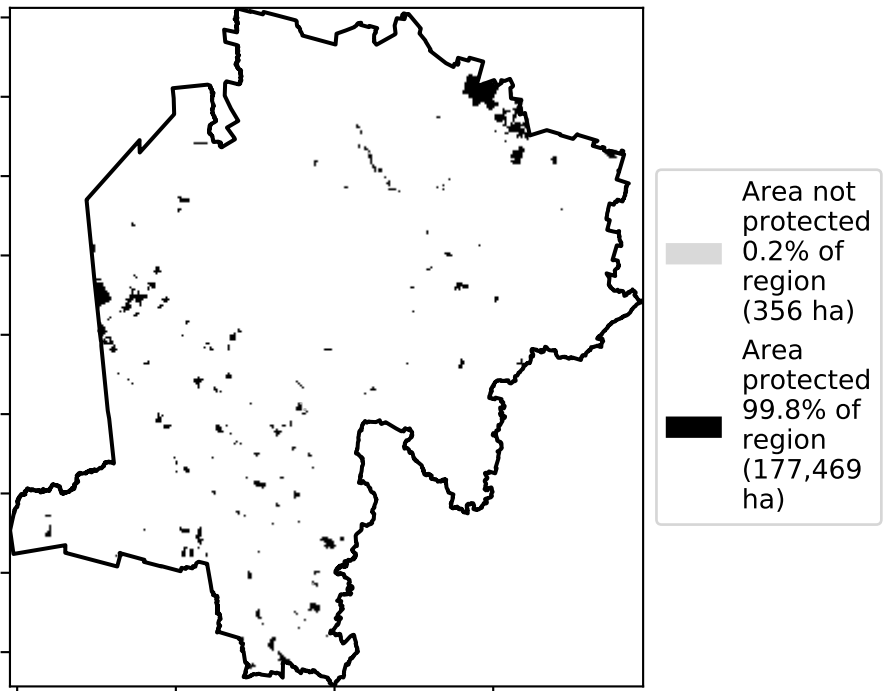 Area not
protected
0.2% of
region
(356 ha)
Area
protected
99.8% of
region
(177,469
ha)